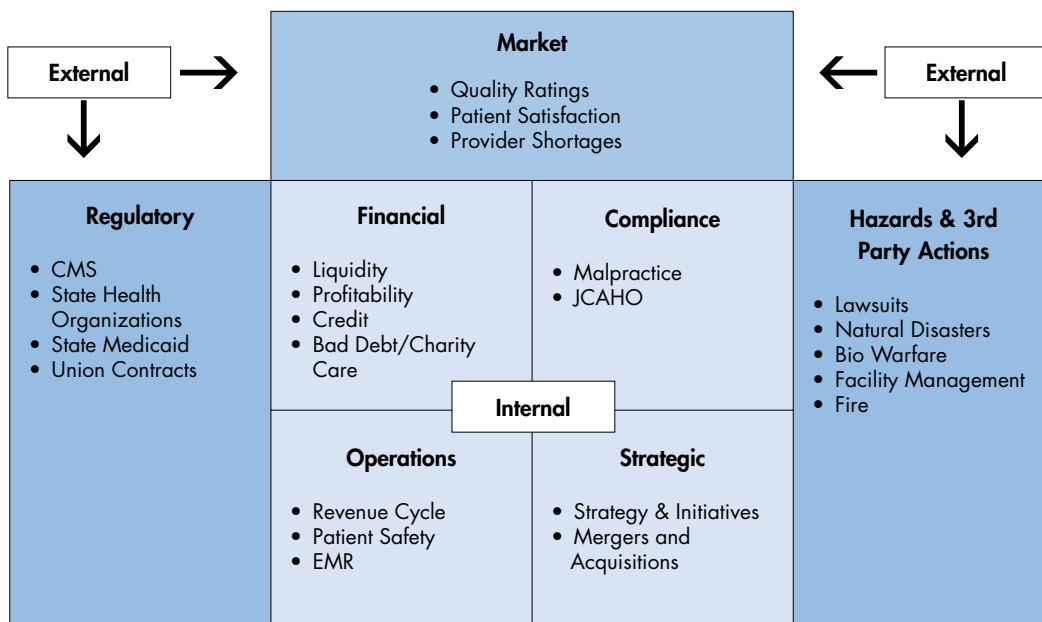 External
Market
• Quality Ratings
• Patient Satisfaction
• Provider Shortages
External
Regulatory
• CMS
• State Health
Organizations
• State Medicaid
• Union Contracts
Financial
• Liquidity
• Profitability
• Credit
• Bad Debt/Charity
Care
Compliance
• Malpractice
• JCAHO
Hazards & 3rd
Party Actions
• Lawsuits
• Natural Disasters
• Bio Warfare
• Facility Management
• Fire
Internal
Operations
• Revenue Cycle
• Patient Safety
• EMR
Strategic
• Strategy & Initiatives
• Mergers and
Acquisitions